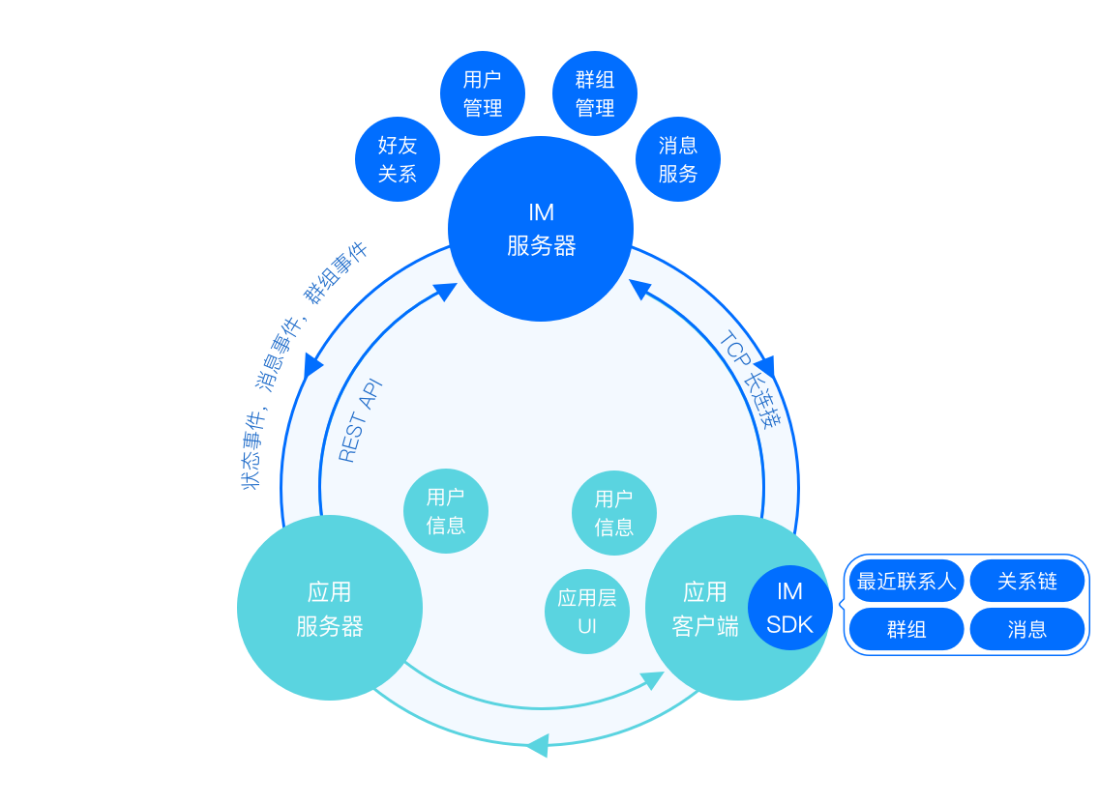 用户
管理
群组
管理
好友
关系
消息
服务
IM
服务器
状态事件，消息事件，群组事件
REST API
TCP 长连接
用户
信息
用户
信息
应用
服务器
应用层
UI
应用
客户端
IM
SDK
最近联系人
关系链
群组
消息